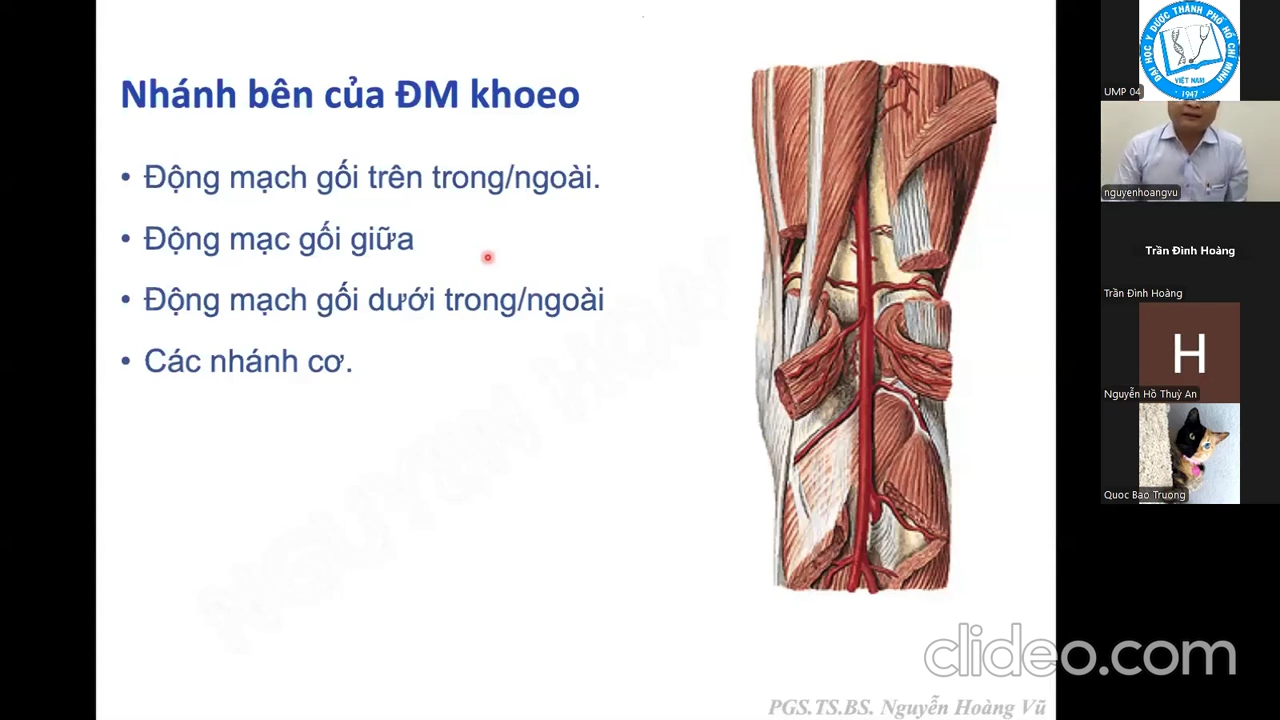 Nhánh bên của ĐM khoeo
• Động mạch gối trên trong/ngoài.
• Động mạc gối giữa
• Động mạch gối dưới trong/ngoài
• Các nhánh cơ.
NGUYEN HOAN
PGS.TS.BS. Nguyễn Hoàng Vũ
clideo.com
ĐẠI HỌC Y DƯỢC THÀNH PHỐ HỒ CHÍ MINH
VIỆT NAM
1947
UMP 04
nguyenhoangvu
Trần Đình Hoàng
Trần Đình Hoàng
H
Nguyễn Hồ Thuỳ An
Quoc Bao Truong